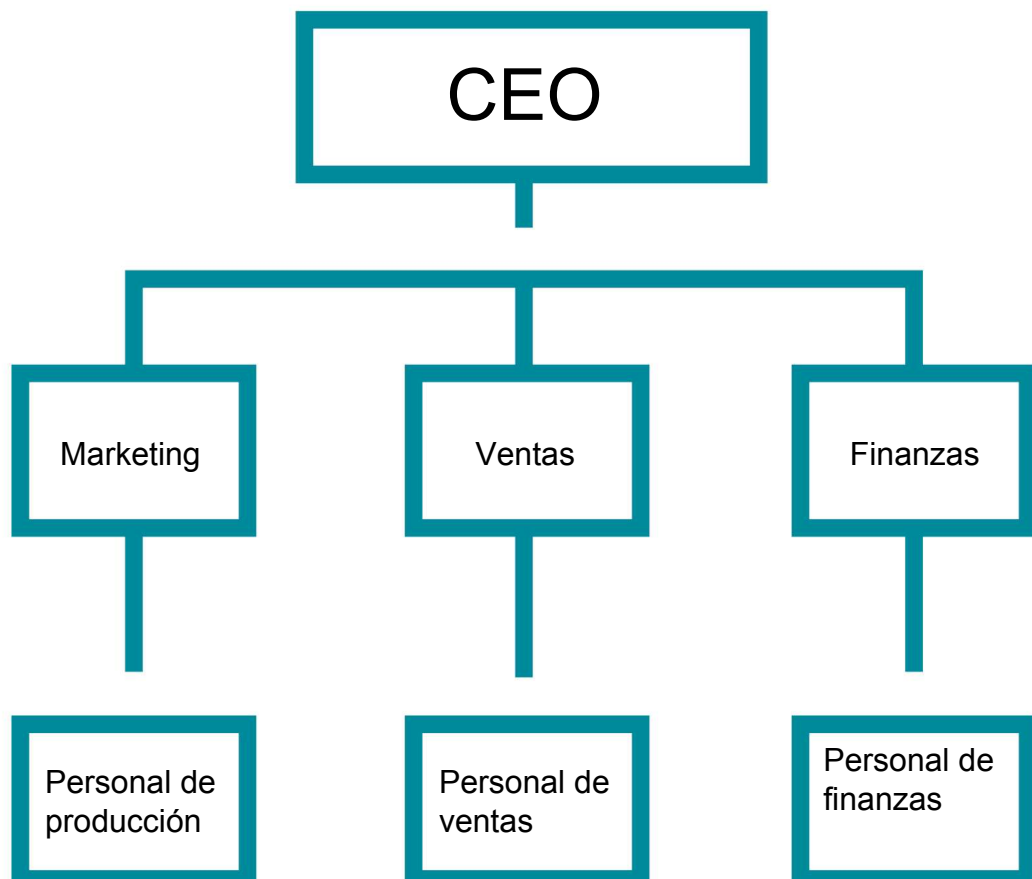 CEO
Marketing
Ventas
Finanzas
Personal de
producción
Personal de
ventas
Personal de
finanzas